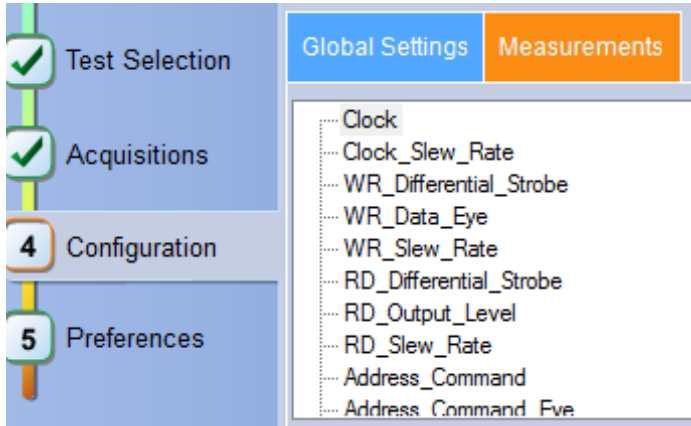 Test Selection
Acquisitions
4 Configuration
5 Preferences
Global Settings Measurements
Clock
Clock_Slew_Rate
WR_Differential_Strobe
WR_Data_Eye
WR_Slew_Rate
RD_Differential_Strobe
RD_Output_Level
RD_Slew_Rate
Address_Command
Address_Command_Eye